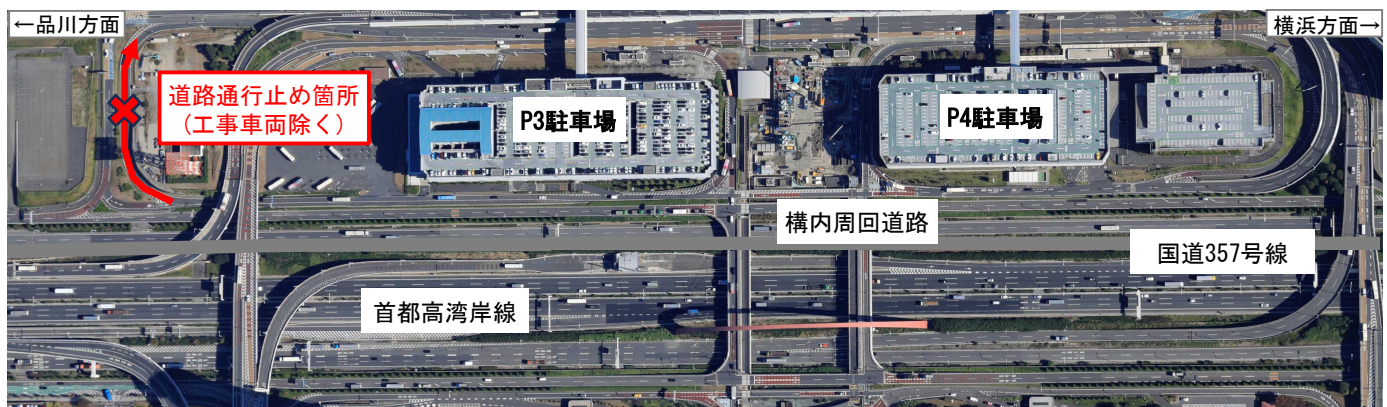 ←品川方面
横浜方面→
道路通行止め箇所
(工事車両除く)
P3駐車場
P4駐車場
構内周回道路
国道357号線
首都高湾岸線